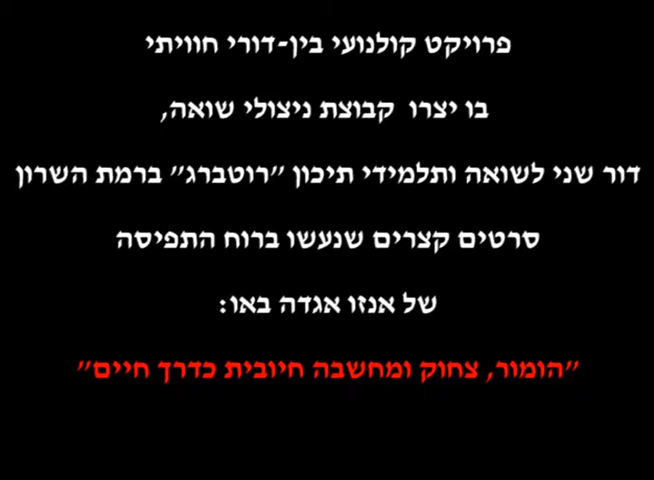 פרויקט קולנועי בין-דורי חוויתי
בו יצרו קבוצת ניצולי שואה,
דור שני לשואה ותלמידי תיכון "רוטברג" ברמת השרון
סרטים קצרים שנעשו ברוח התפיסה
של אנזו אגדה באו:
"הומור, צחוק ומחשבה חיובית כדרך חיים"